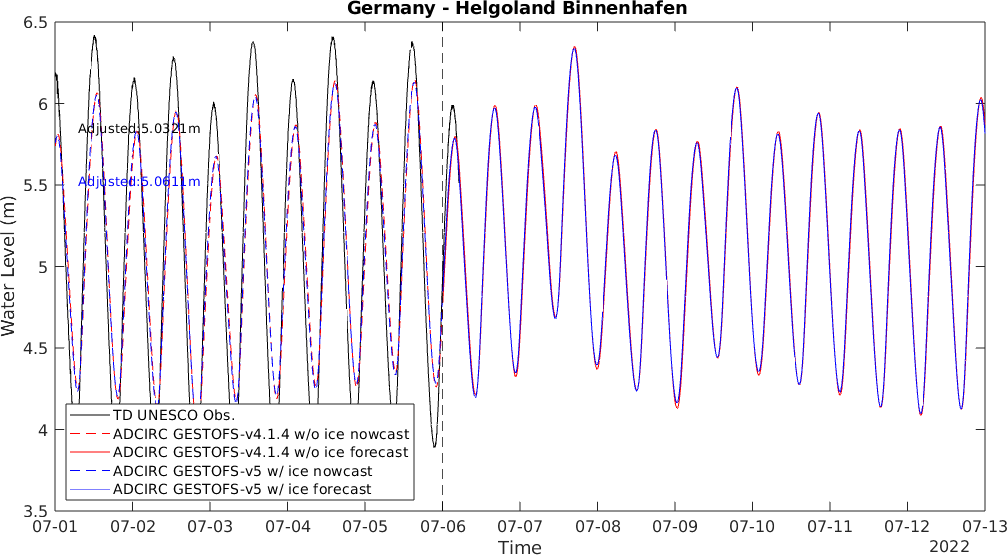 Germany - Helgoland Binnenhafen
Water Level (m)
6.5
6
5.5
5
4.5
4
3.5
Adjusted:5.0321m
Adjusted:5.0611m
TD UNESCO Obs.
ADCIRC GESTOFS-v4.1.4 w/o ice nowcast
ADCIRC GESTOFS-v4.1.4 w/o ice forecast
ADCIRC GESTOFS-v5 w/ ice nowcast
ADCIRC GESTOFS-v5 w/ ice forecast
07-01 07-02 07-03 07-04 07-05 07-06 07-07 07-08 07-09 07-10 07-11 07-12 07-13
Time
2022